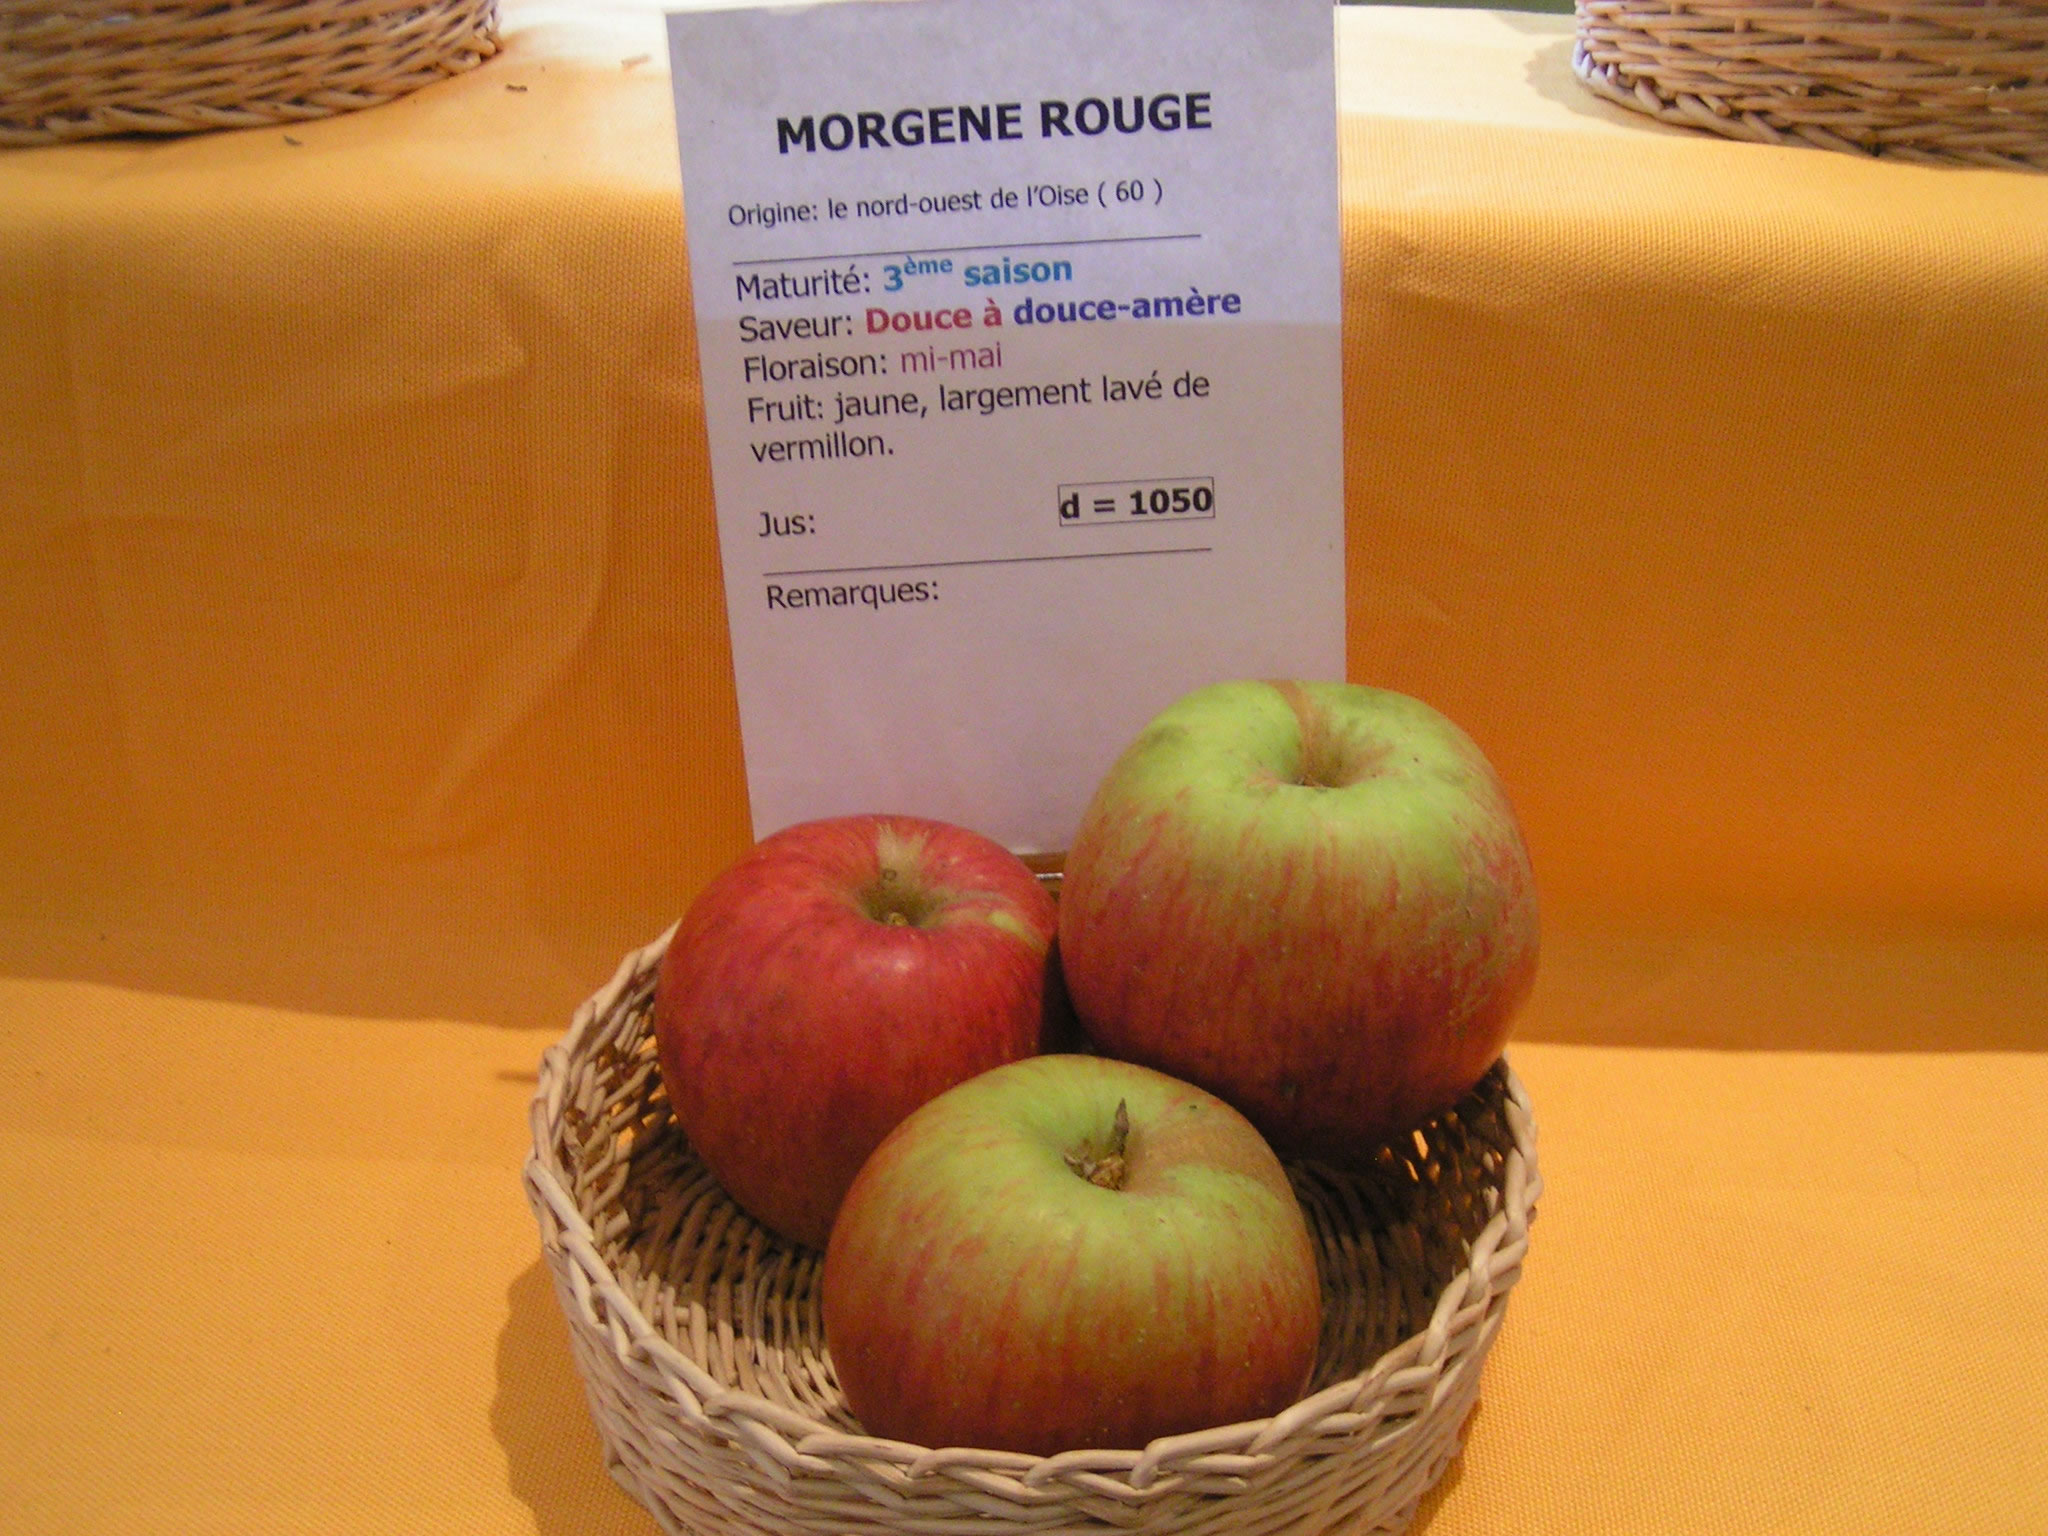 MORGENE ROUGE
Origine: le nord-ouest de l'Oise ( 60 )
Maturité: 3ème saison
Saveur: Douce à douce-amère
Floraison: mi-mai
Fruit: jaune, largement lavé de
vermillon.
Jus: d = 1050
Remarques: